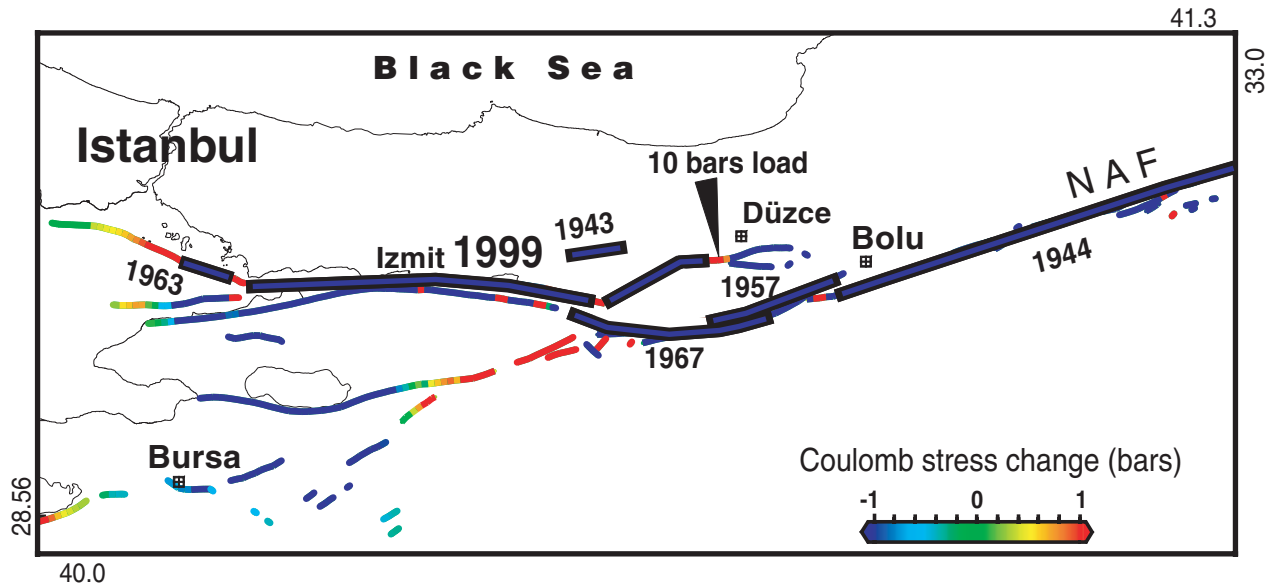 41.3
33.0
Black Sea
Istanbul
10 bars load
NAF
1943
Düzce
Izmit 1999
Bolu
1963
1944
1957
1967
Coulomb stress change (bars)
Bursa
-1 0 1
28.56
40.0